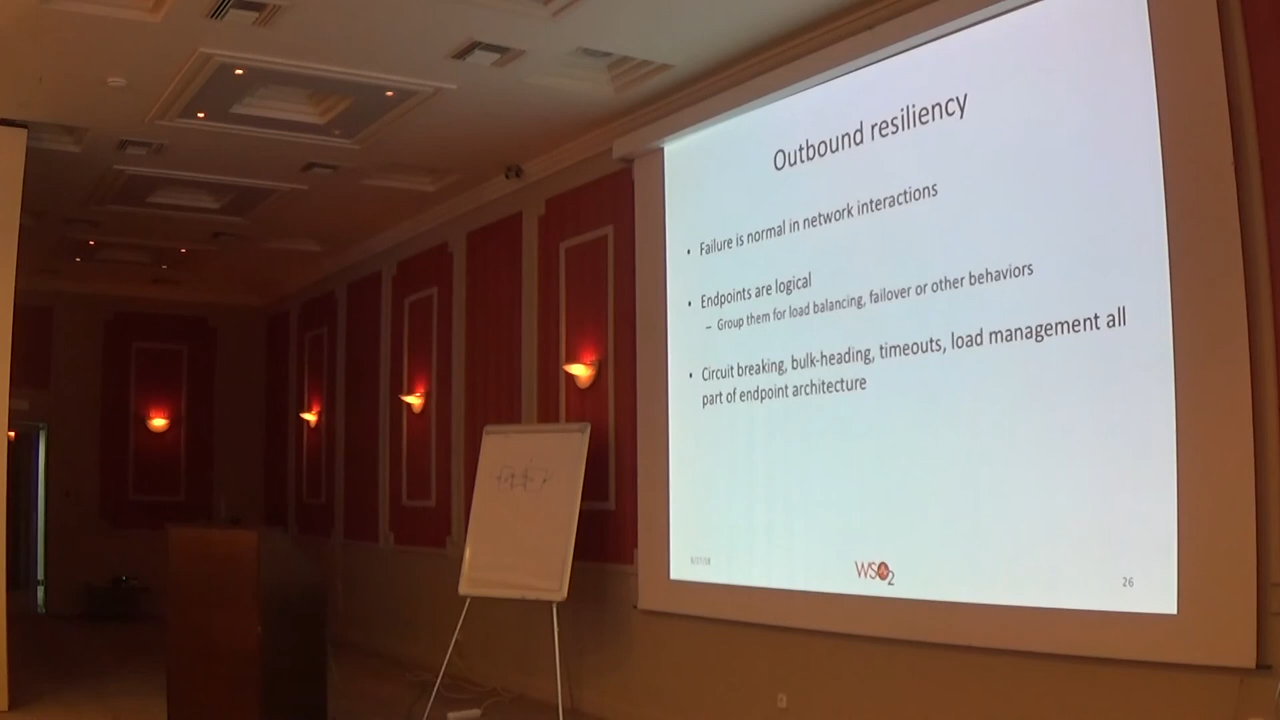 Outbound resiliency
• Failure is normal in network interactions
• Endpoints are logical
– Group them for load balancing, failover or other behaviors
• Circuit breaking, bulk-heading, timeouts, load management all
part of endpoint architecture
WSO2
26